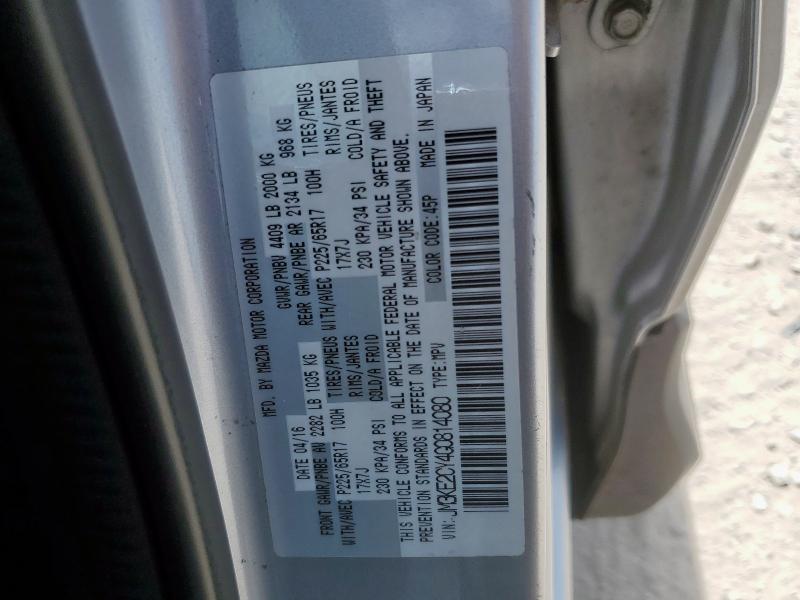 MFD. BY MAZDA MOTOR CORPORATION
DATE 04/16 GVWR/PNBV 4409 LB 2000 KG
FRONT GAWR/PNBE AV 2282 LB 1035 KG REAR GAWR/PNBE AR 2134 LB 968 KG
WITH/AVEC P225/65R17 100H TIRES/PNEUS WITH/AVEC P225/65R17 100H TIRES/PNEUS
17X7J RIMS/JANTES 17X7J RIMS/JANTES
230 KPA/34 PSI COLD/A FROID 230 KPA/34 PSI COLD/A FROID
THIS VEHICLE CONFORMS TO ALL APPLICABLE FEDERAL MOTOR VEHICLE SAFETY AND THEFT
PREVENTION STANDARDS IN EFFECT ON THE DATE OF MANUFACTURE SHOWN ABOVE.
VIN: JM3KE2CY4G0814080 TYPE:MPV COLOR CODE:45P MADE IN JAPAN